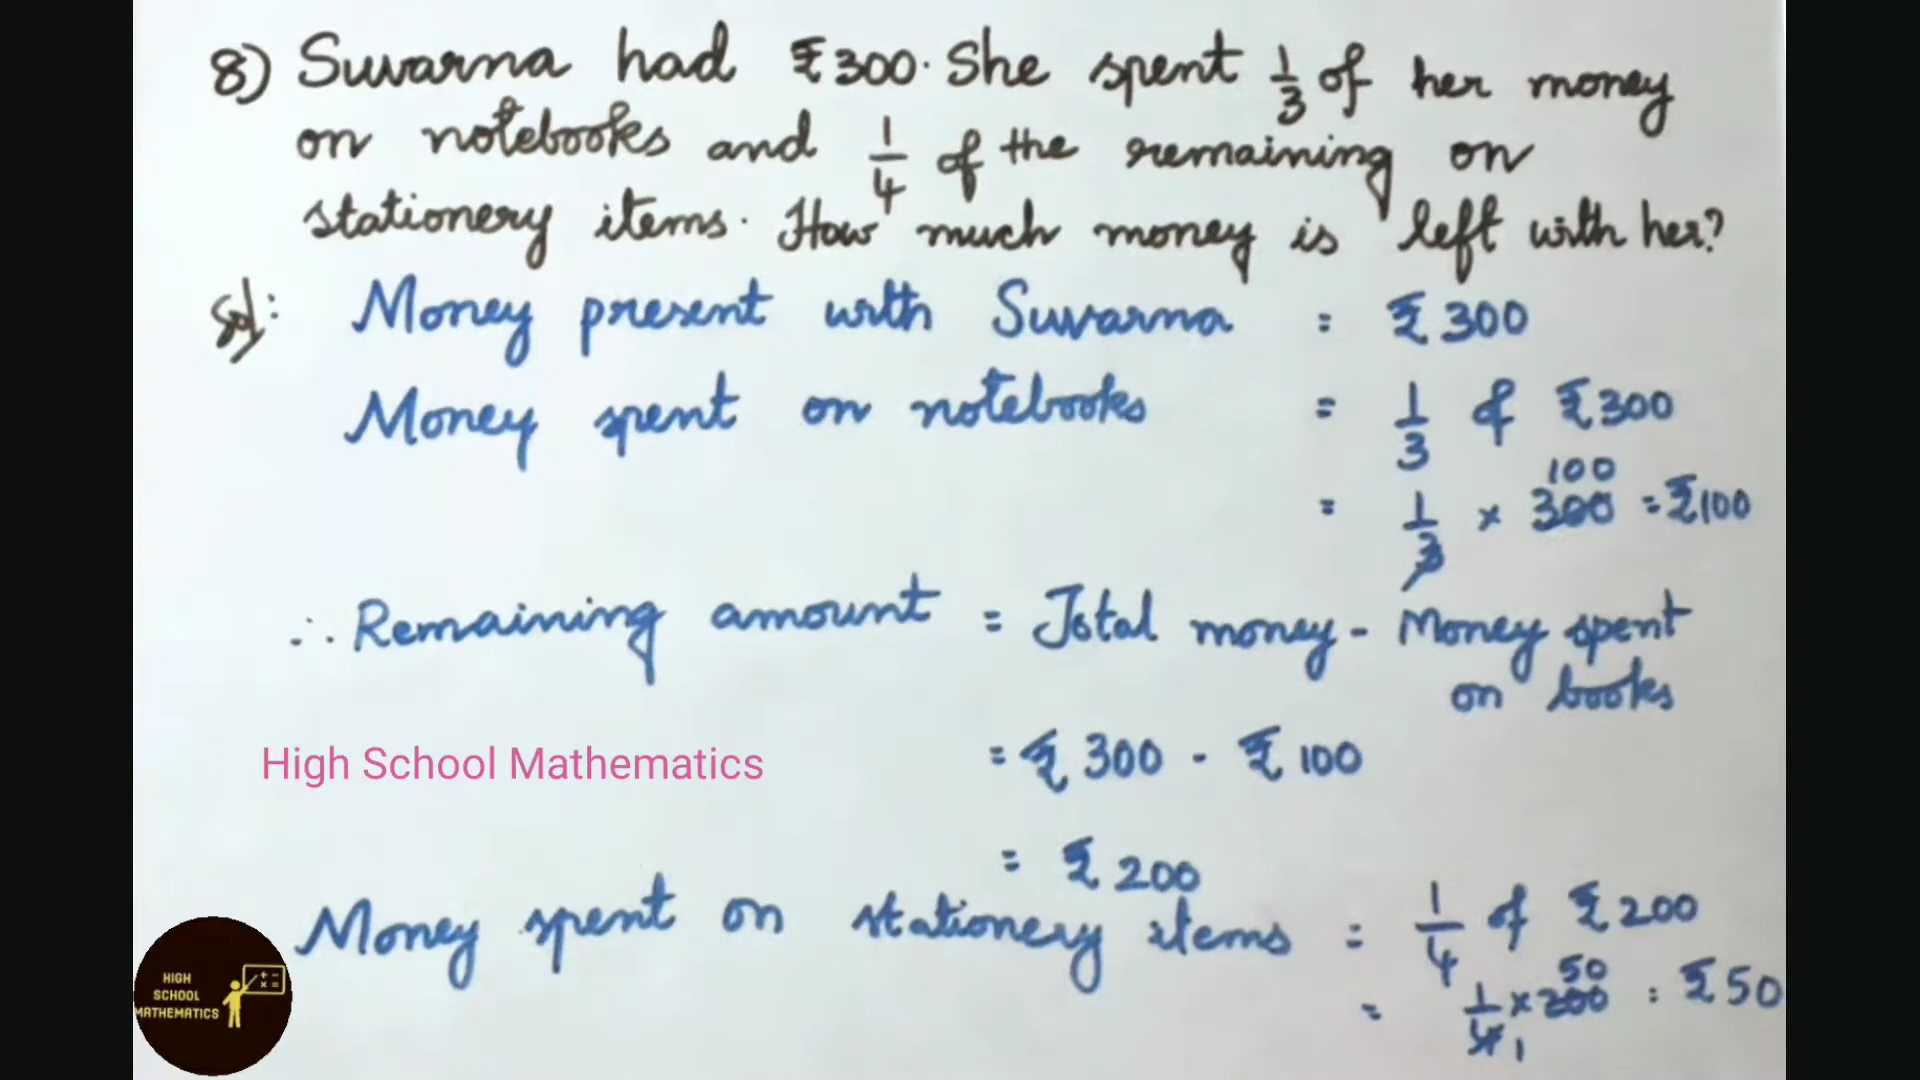 8) Suvarna had ₹300. She spent 1/3 of her money
on notebooks and 1/4 of the remaining on
stationery items. How much money is left with her?
Sol: Money present with Suvarna = ₹300
Money spent on notebooks = 1/3 of ₹300
100
= 1/3 x 300 = ₹100
∴ Remaining amount = Total money - Money spent
on books
High School Mathematics
= ₹300 - ₹100
= ₹200
Money spent on stationery items = 1/4 of ₹200
50
= 1/4 x 200 = ₹50
1
HIGH
SCHOOL
MATHEMATICS
+ -
× =